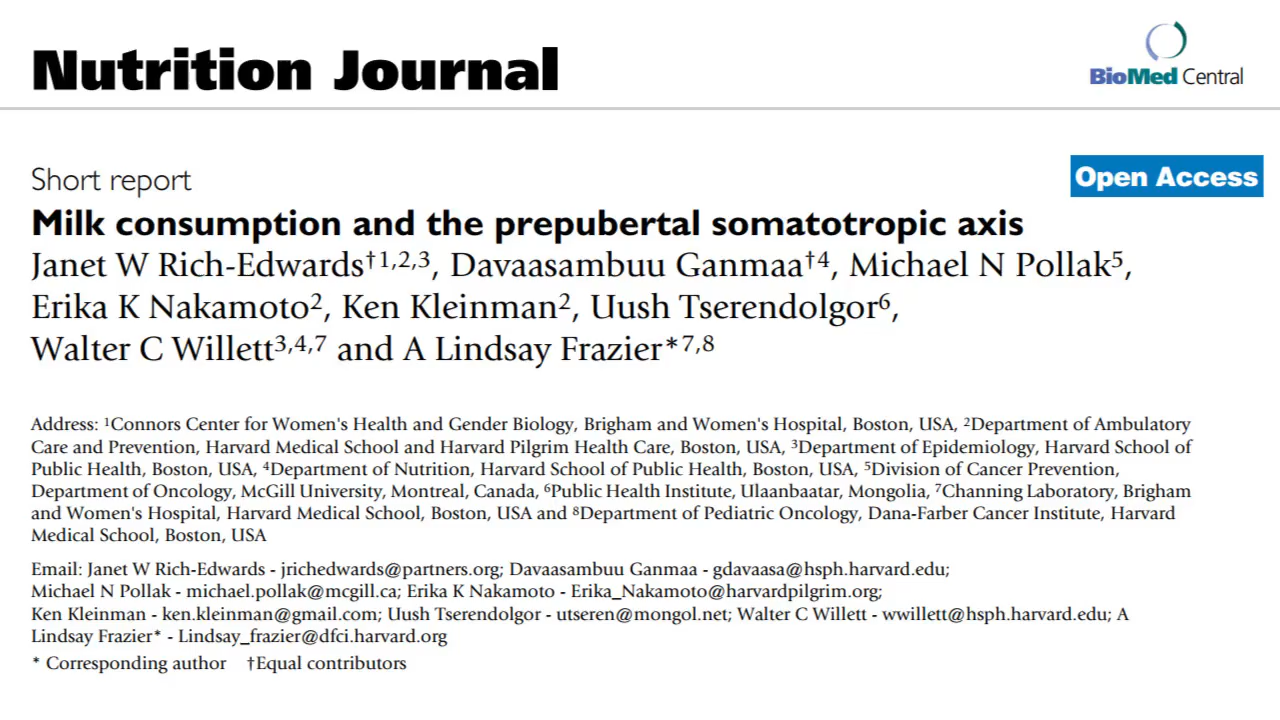 Nutrition Journal
BioMed Central
Short report
Open Access
Milk consumption and the prepubertal somatotropic axis
Janet W Rich-Edwards†1,2,3, Davaasambuu Ganmaa†4, Michael N Pollak5,
Erika K Nakamoto2, Ken Kleinman2, Uush Tserendolgor6,
Walter C Willett3,4,7 and A Lindsay Frazier*7,8
Address: 1Connors Center for Women's Health and Gender Biology, Brigham and Women's Hospital, Boston, USA, 2Department of Ambulatory
Care and Prevention, Harvard Medical School and Harvard Pilgrim Health Care, Boston, USA, 3Department of Epidemiology, Harvard School of
Public Health, Boston, USA, 4Department of Nutrition, Harvard School of Public Health, Boston, USA, 5Division of Cancer Prevention,
Department of Oncology, McGill University, Montreal, Canada, 6Public Health Institute, Ulaanbaatar, Mongolia, 7Channing Laboratory, Brigham
and Women's Hospital, Harvard Medical School, Boston, USA and 8Department of Pediatric Oncology, Dana-Farber Cancer Institute, Harvard
Medical School, Boston, USA
Email: Janet W Rich-Edwards - jrichedwards@partners.org; Davaasambuu Ganmaa - gdavaasa@hsph.harvard.edu;
Michael N Pollak - michael.pollak@mcgill.ca; Erika K Nakamoto - Erika_Nakamoto@harvardpilgrim.org;
Ken Kleinman - ken.kleinman@gmail.com; Uush Tserendolgor - utseren@mongol.net; Walter C Willett - wwillett@hsph.harvard.edu; A
Lindsay Frazier* - Lindsay_frazier@dfci.harvard.org
* Corresponding author †Equal contributors